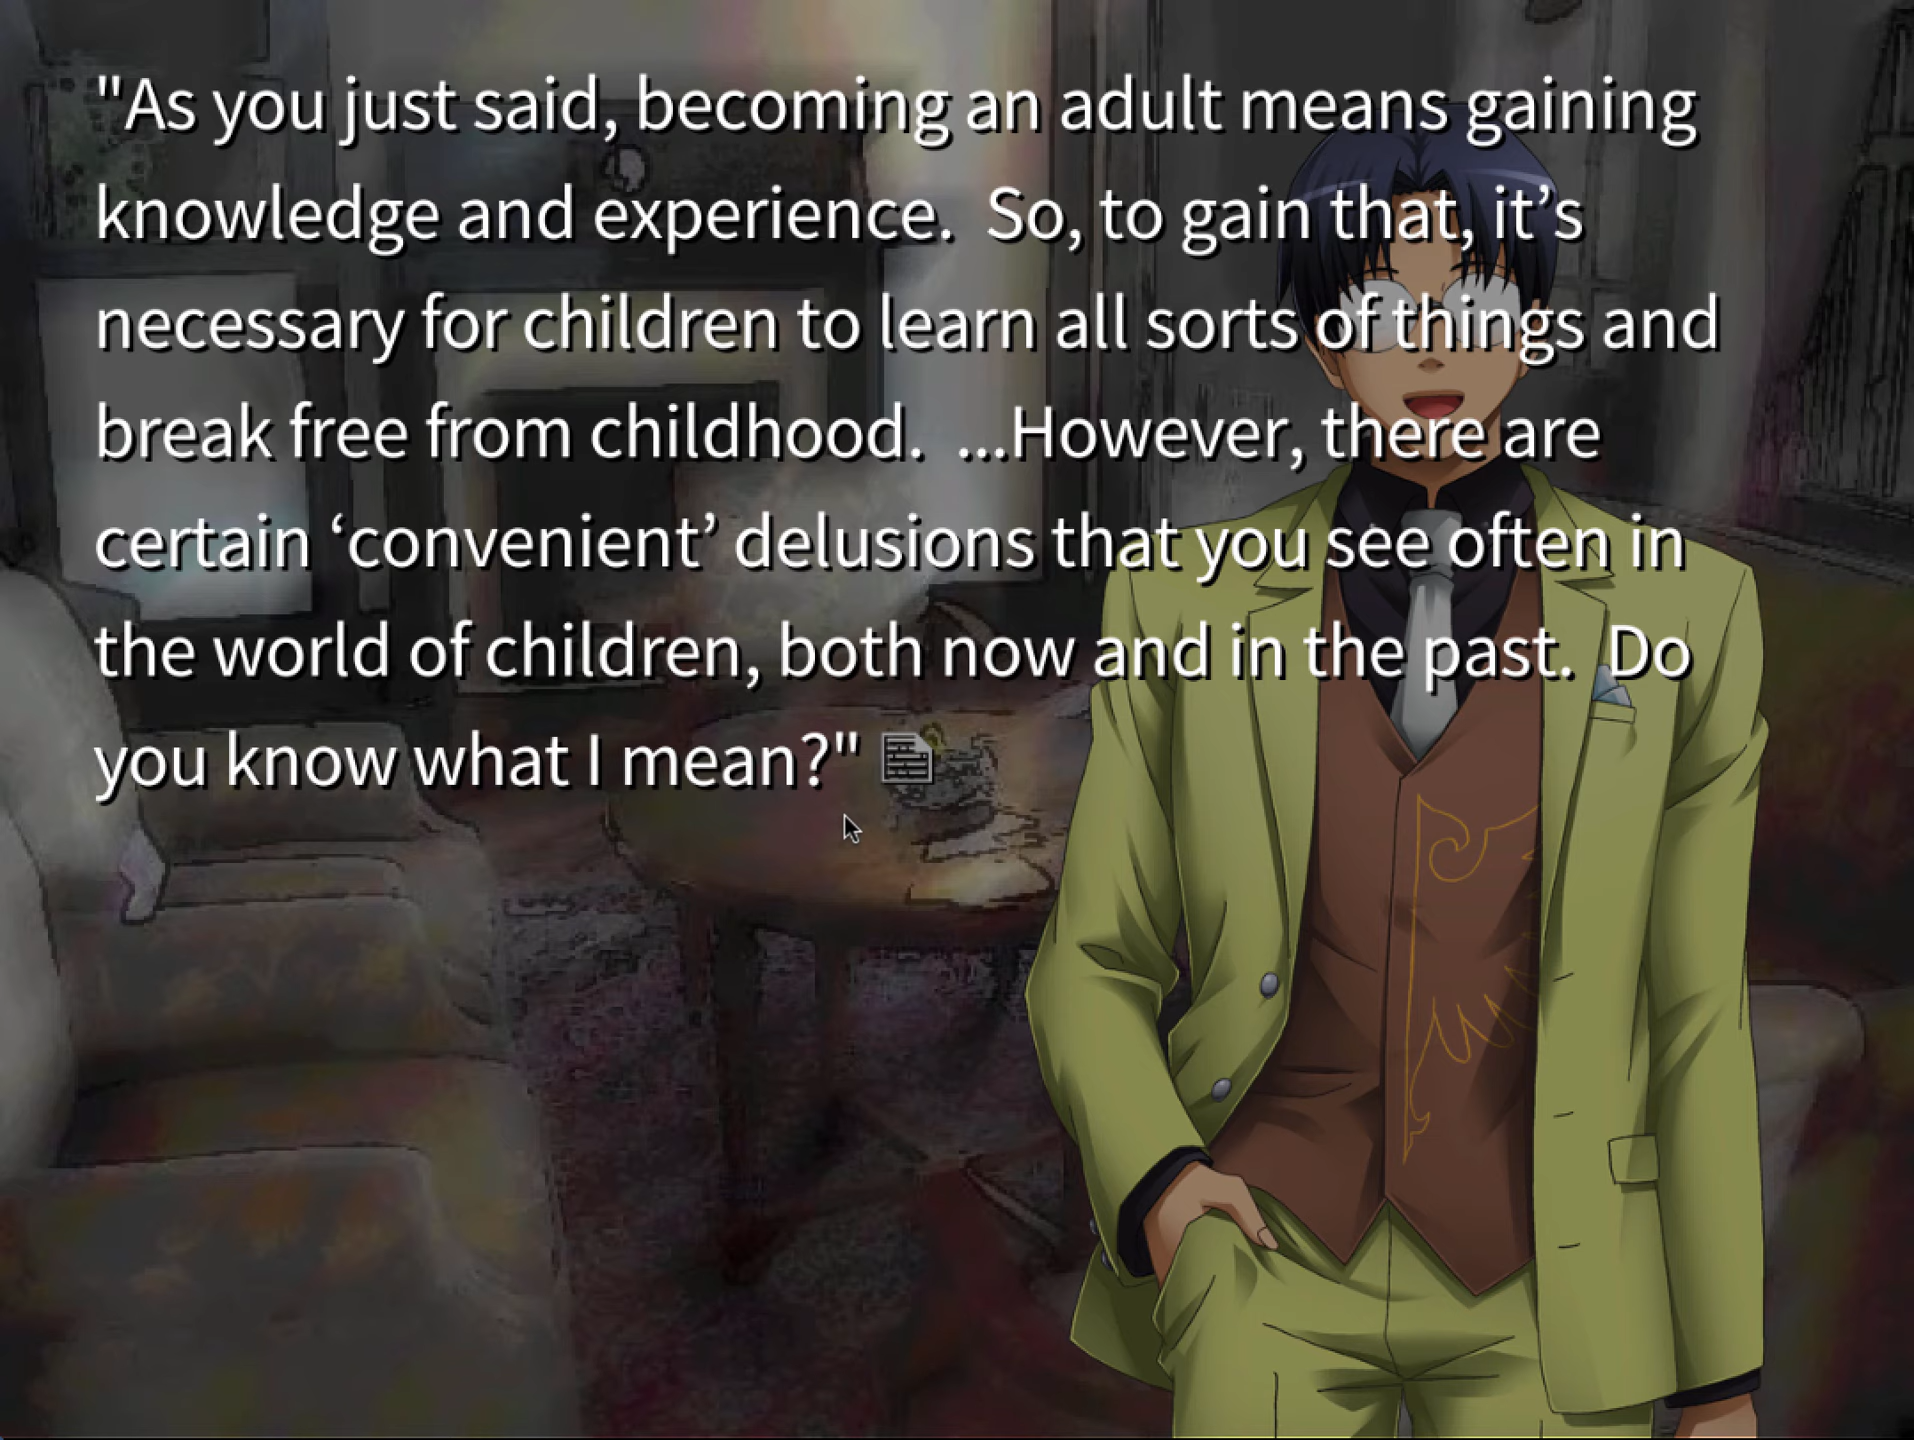 "As you just said, becoming an adult means gaining
knowledge and experience.  So, to gain that, it’s
necessary for children to learn all sorts of things and
break free from childhood.  ...However, there are
certain ‘convenient’ delusions that you see often in
the world of children, both now and in the past.  Do
you know what I mean?"